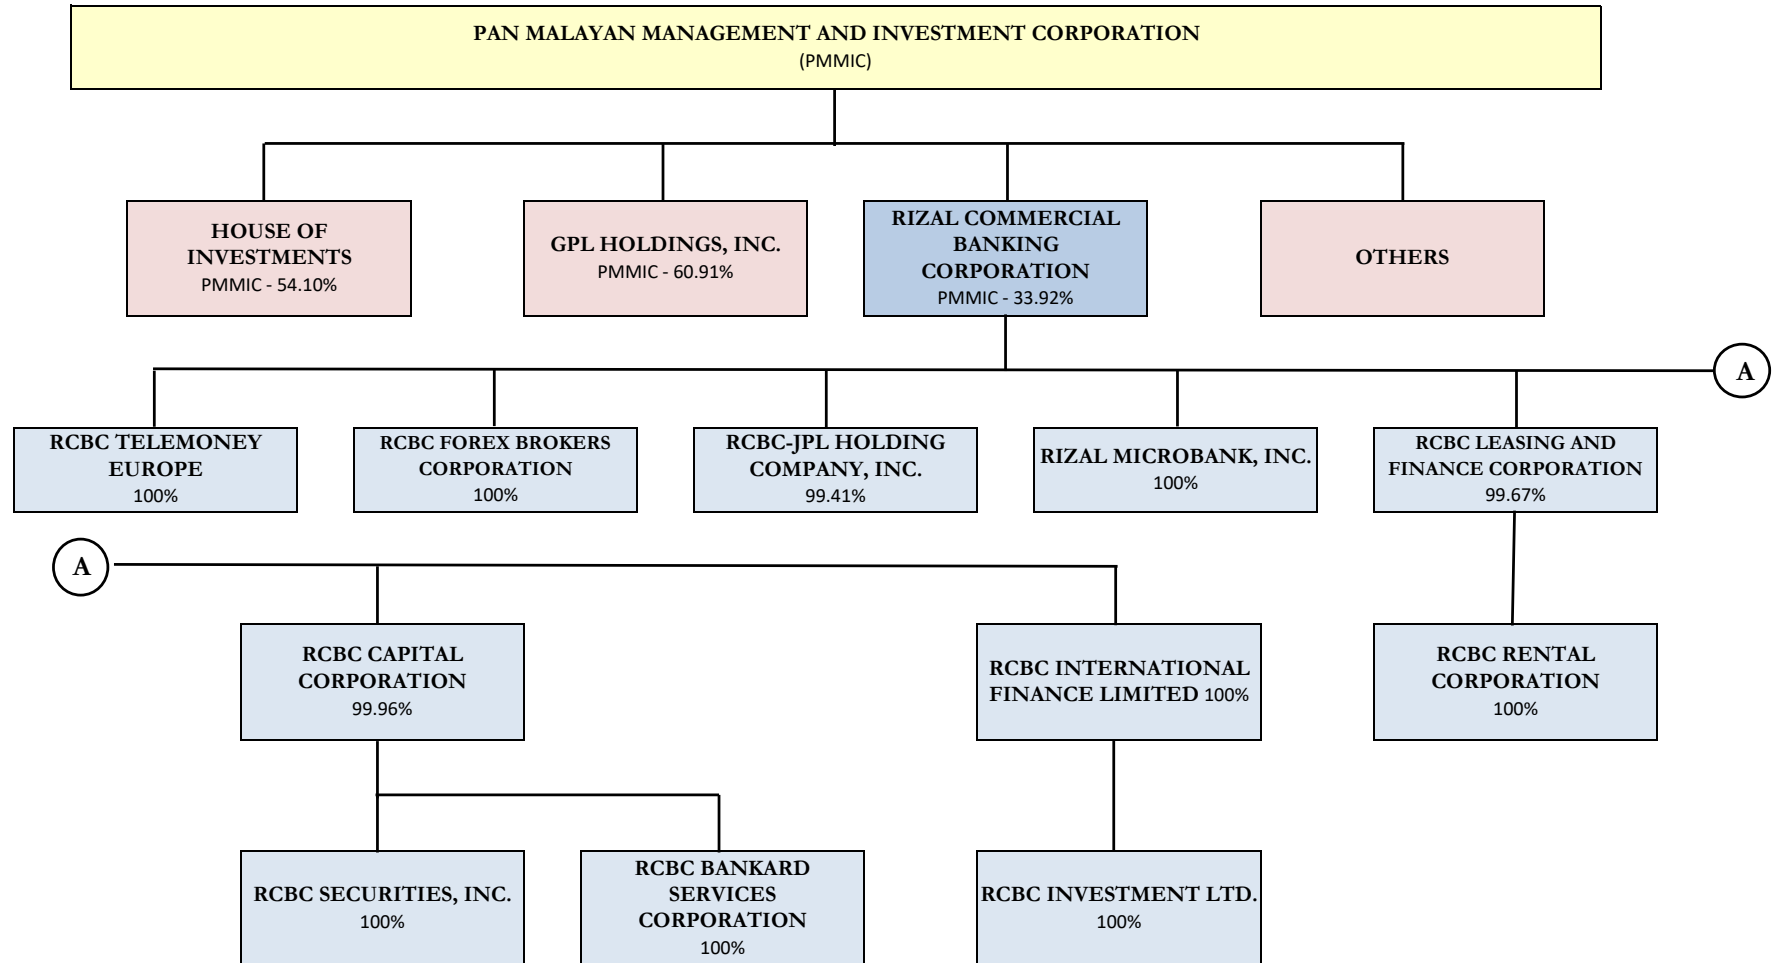 PAN MALAYAN MANAGEMENT AND INVESTMENT CORPORATION
(PMMIC)
HOUSE OF
INVESTMENTS
PMMIC - 54.10%
GPL HOLDINGS, INC.
PMMIC - 60.91%
RIZAL COMMERCIAL
BANKING
CORPORATION
PMMIC - 33.92%
OTHERS
A
RCBC TELEMONEY
EUROPE
100%
RCBC FOREX BROKERS
CORPORATION
100%
RCBC-JPL HOLDING
COMPANY, INC.
99.41%
RIZAL MICROBANK, INC.
100%
RCBC LEASING AND
FINANCE CORPORATION
99.67%
A
RCBC CAPITAL
CORPORATION
99.96%
RCBC INTERNATIONAL
FINANCE LIMITED 100%
RCBC RENTAL
CORPORATION
100%
RCBC SECURITIES, INC.
100%
RCBC BANKARD
SERVICES
CORPORATION
100%
RCBC INVESTMENT LTD.
100%